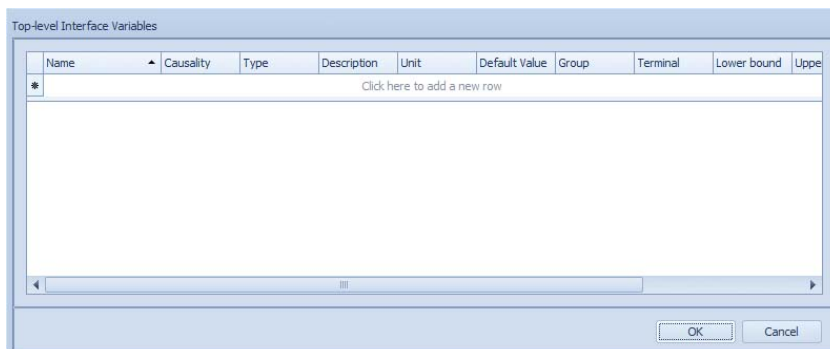 Top-level Interface Variables
Name Causality Type Description Unit Default Value Group Terminal Lower bound Uppe
Click here to add a new row
OK Cancel